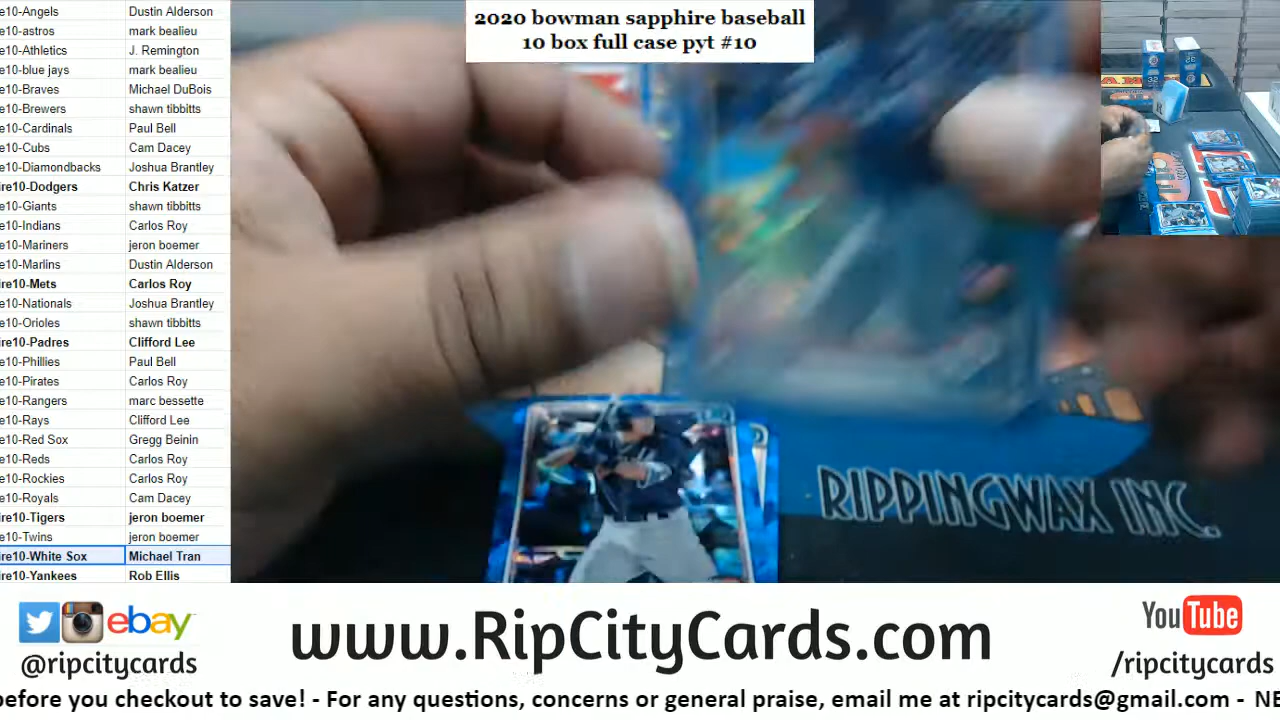 2020 bowman sapphire baseball
10 box full case pyt #10
e10-Angels Dustin Alderson
e10-astros mark bealieu
e10-Athletics J. Remington
e10-blue jays mark bealieu
e10-Braves Michael DuBois
e10-Brewers shawn tibbitts
e10-Cardinals Paul Bell
e10-Cubs Cam Dacey
e10-Diamondbacks Joshua Brantley
ire10-Dodgers Chris Katzer
e10-Giants shawn tibbitts
e10-Indians Carlos Roy
e10-Mariners jeron boemer
e10-Marlins Dustin Alderson
ire10-Mets Carlos Roy
e10-Nationals Joshua Brantley
e10-Orioles shawn tibbitts
ire10-Padres Clifford Lee
e10-Phillies Paul Bell
e10-Pirates Carlos Roy
e10-Rangers marc bessette
e10-Rays Clifford Lee
e10-Red Sox Gregg Beinin
e10-Reds Carlos Roy
e10-Rockies Carlos Roy
e10-Royals Cam Dacey
ire10-Tigers jeron boemer
e10-Twins jeron boemer
ire10-White Sox Michael Tran
ire10-Yankees Rob Ellis
RIPPINGWAX INC.
ebay
@ripcitycards
www.RipCityCards.com
YouTube
/ripcitycards
before you checkout to save! - For any questions, concerns or general praise, email me at ripcitycards@gmail.com - NE